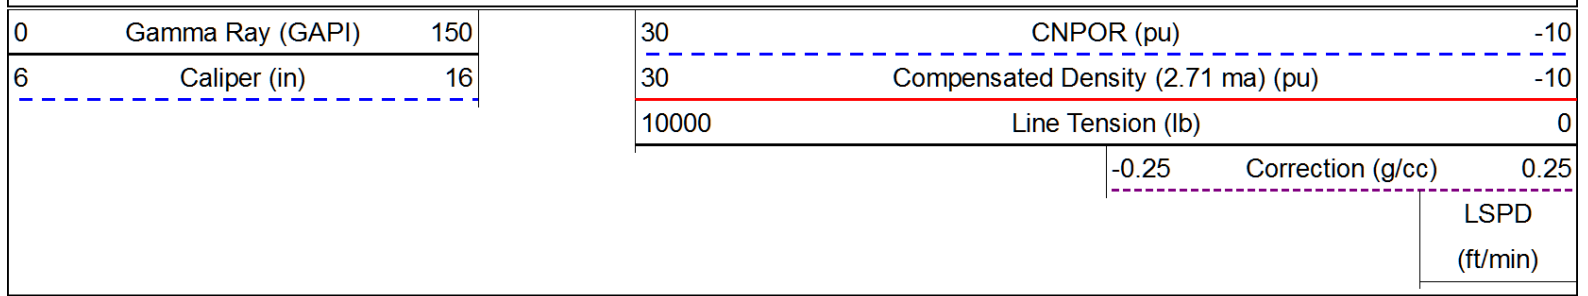 0 Gamma Ray (GAPI) 150 30 CNPOR (pu) -10
6 Caliper (in) 16 30 Compensated Density (2.71 ma) (pu) -10
10000 Line Tension (lb) 0
-0.25 Correction (g/cc) 0.25
LSPD
(ft/min)